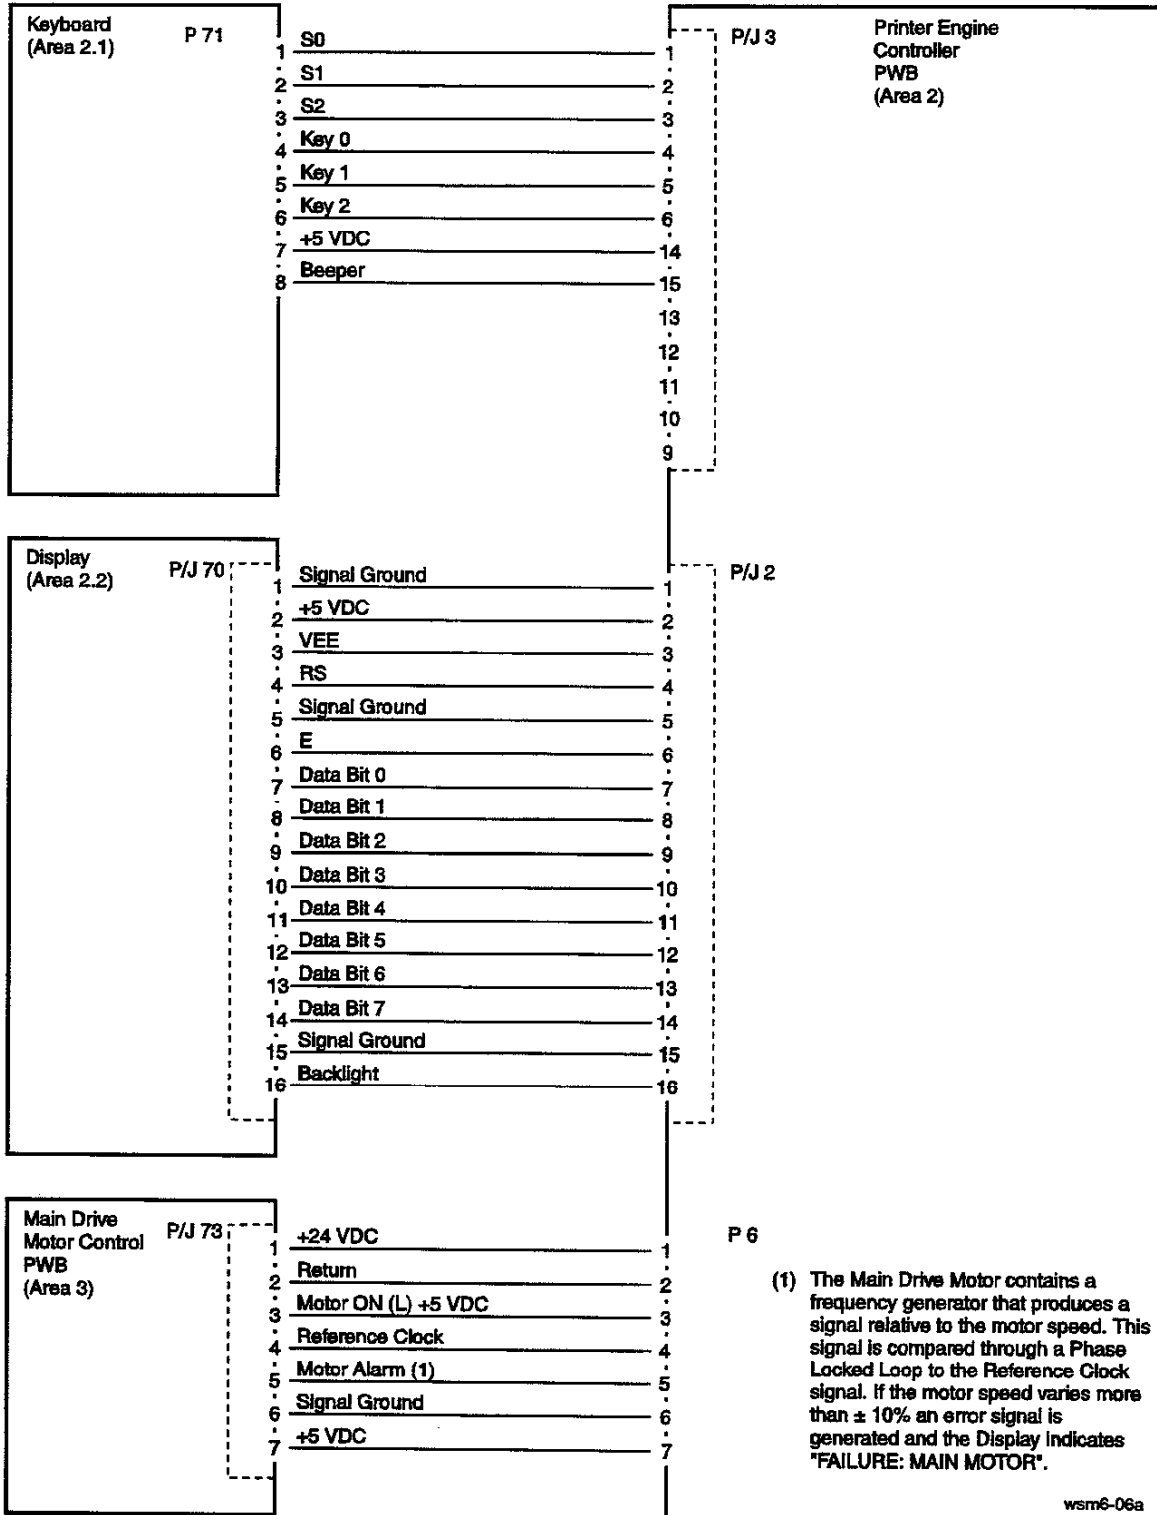 Keyboard
(Area 2.1)
P 71
P/J 3
Printer Engine
Controller
PWB
(Area 2)
1 S0 1
2 S1 2
3 S2 3
4 Key 0 4
5 Key 1 5
6 Key 2 6
7 +5 VDC 14
8 Beeper 15
13
12
11
10
9
Display
(Area 2.2)
P/J 70
P/J 2
1 Signal Ground 1
2 +5 VDC 2
3 VEE 3
4 RS 4
5 Signal Ground 5
6 E 6
7 Data Bit 0 7
8 Data Bit 1 8
9 Data Bit 2 9
10 Data Bit 3 10
11 Data Bit 4 11
12 Data Bit 5 12
13 Data Bit 6 13
14 Data Bit 7 14
15 Signal Ground 15
16 Backlight 16
Main Drive
Motor Control
PWB
(Area 3)
P/J 73
P 6
1 +24 VDC 1
2 Return 2
3 Motor ON (L) +5 VDC 3
4 Reference Clock 4
5 Motor Alarm (1) 5
6 Signal Ground 6
7 +5 VDC 7
(1) The Main Drive Motor contains a
frequency generator that produces a
signal relative to the motor speed. This
signal is compared through a Phase
Locked Loop to the Reference Clock
signal. If the motor speed varies more
than ± 10% an error signal is
generated and the Display indicates
"FAILURE: MAIN MOTOR".
wsm6-06a